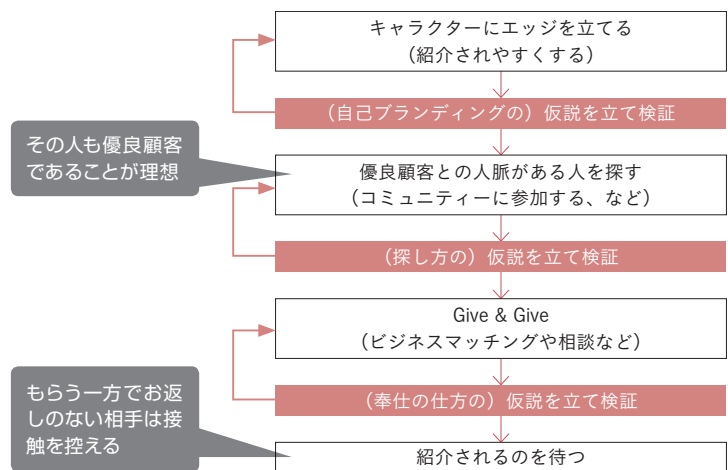 キャラクターにエッジを立てる
（紹介されやすくする）
（自己ブランディングの）仮説を立て検証
その人も優良顧客
であることが理想
優良顧客との人脈がある人を探す
（コミュニティーに参加する、など）
（探し方の）仮説を立て検証
Give & Give
（ビジネスマッチングや相談など）
もらう一方でお返
しのない相手は接
触を控える
（奉仕の仕方の）仮説を立て検証
紹介されるのを待つ